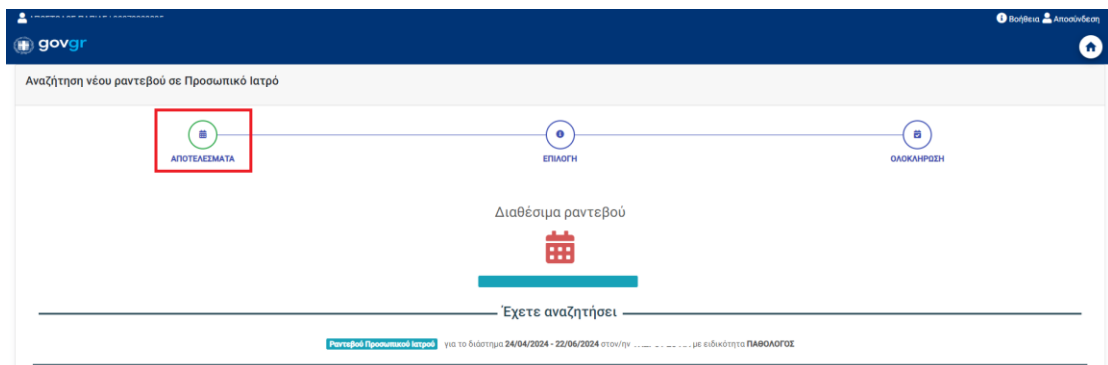 Βοήθεια Αποσύνδεση
govgr
Αναζήτηση νέου ραντεβού σε Προσωπικό Ιατρό
ΑΠΟΤΕΛΕΣΜΑΤΑ ΕΠΙΛΟΓΗ ΟΛΟΚΛΗΡΩΣΗ
Διαθέσιμα ραντεβού
Έχετε αναζητήσει
Ραντεβού Προσωπικού Ιατρού για το διάστημα 24/04/2024 - 22/06/2024 στον/ην με ειδικότητα ΠΑΘΟΛΟΓΟΣ